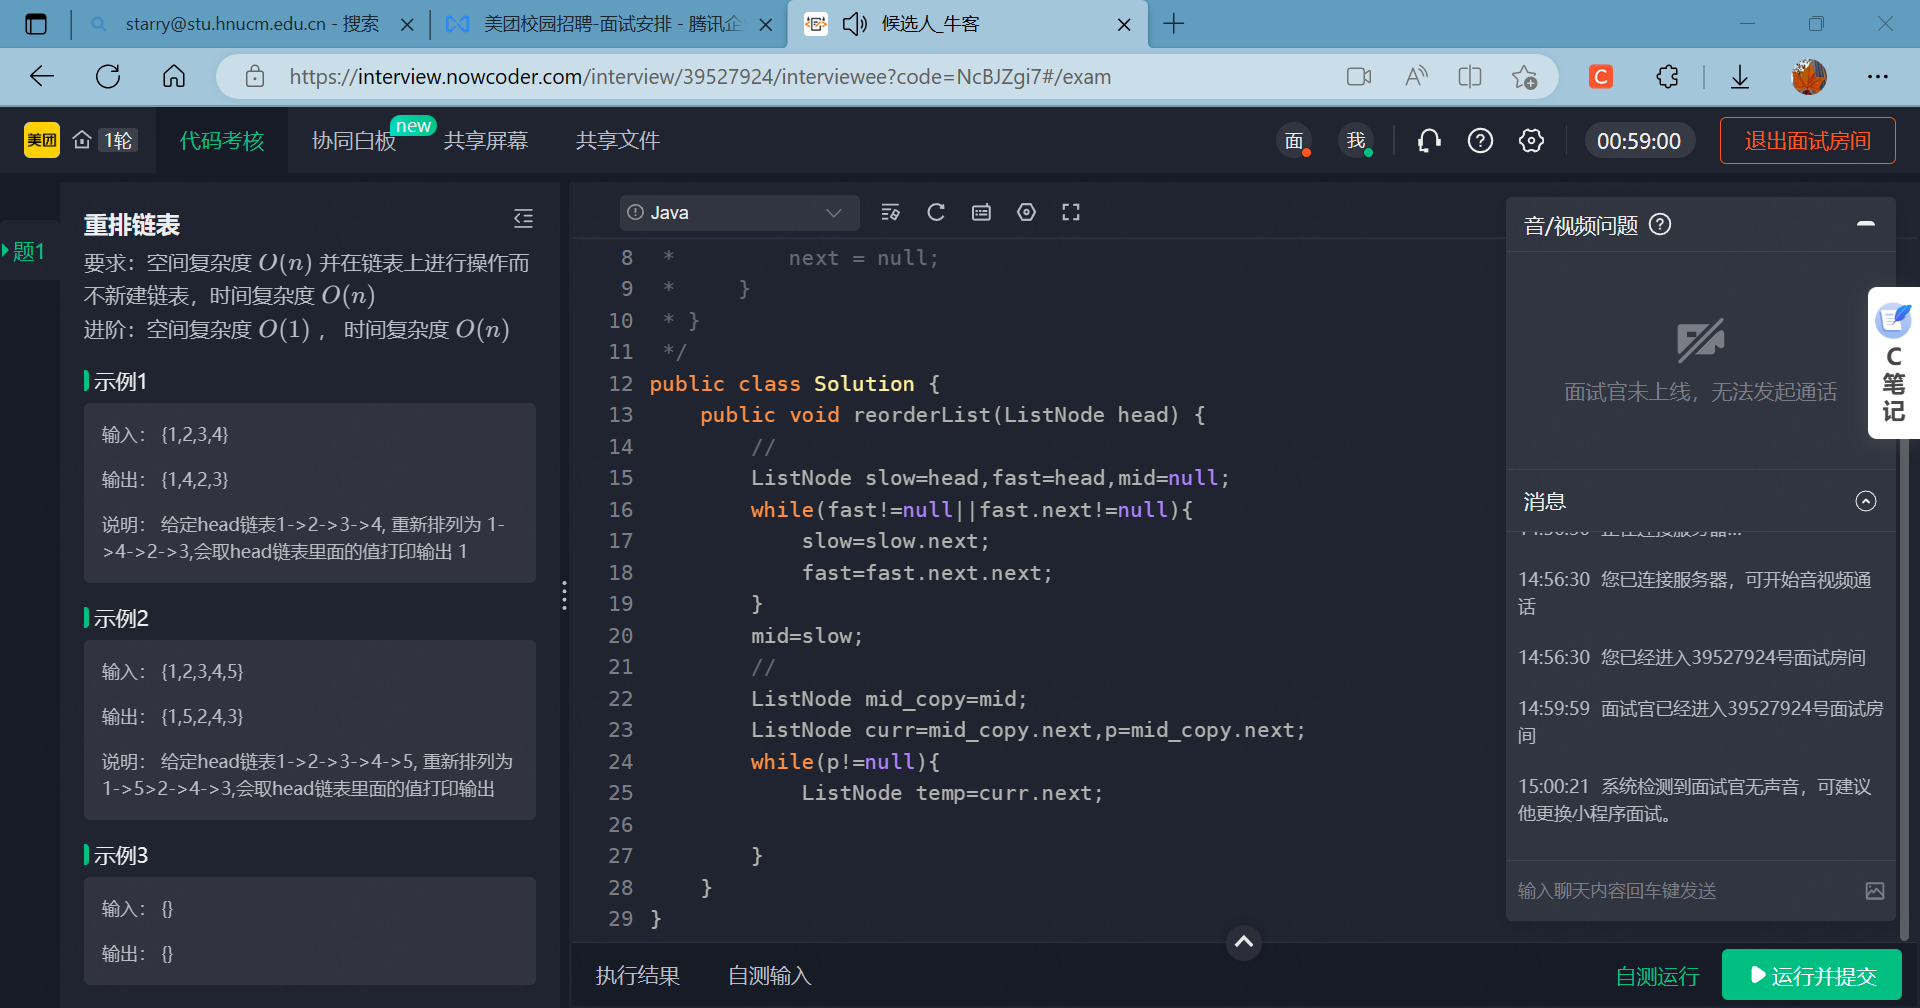 starry@stu.hnucm.edu.cn - 搜索
美团校园招聘-面试安排 - 腾讯企
候选人_牛客
https://interview.nowcoder.com/interview/39527924/interviewee?code=NcBJZgi7#/exam
C
美团
1轮
代码考核
协同白板
new
共享屏幕
共享文件
面
我
00:59:00
退出面试房间
题1
重排链表
要求：空间复杂度 O(n) 并在链表上进行操作而
不新建链表，时间复杂度 O(n)
进阶：空间复杂度 O(1) ， 时间复杂度 O(n)
示例1
输入： {1,2,3,4}
输出： {1,4,2,3}
说明： 给定head链表1->2->3->4, 重新排列为 1-
>4->2->3,会取head链表里面的值打印输出 1
示例2
输入： {1,2,3,4,5}
输出： {1,5,2,4,3}
说明： 给定head链表1->2->3->4->5, 重新排列为
1->5>2->4->3,会取head链表里面的值打印输出
示例3
输入： {}
输出： {}
Java
8 * next = null;
9 * }
10 * }
11 */
12 public class Solution {
13 public void reorderList(ListNode head) {
14 //
15 ListNode slow=head,fast=head,mid=null;
16 while(fast!=null||fast.next!=null){
17 slow=slow.next;
18 fast=fast.next.next;
19 }
20 mid=slow;
21 //
22 ListNode mid_copy=mid;
23 ListNode curr=mid_copy.next,p=mid_copy.next;
24 while(p!=null){
25 ListNode temp=curr.next;
26
27 }
28 }
29 }
执行结果
自测输入
自测运行
运行并提交
音/视频问题
面试官未上线，无法发起通话
C
笔
记
消息
14:56:30 正在连接服务器...
14:56:30 您已连接服务器，可开始音视频通
话
14:56:30 您已经进入39527924号面试房间
14:59:59 面试官已经进入39527924号面试房
间
15:00:21 系统检测到面试官无声音，可建议
他更换小程序面试。
输入聊天内容回车键发送